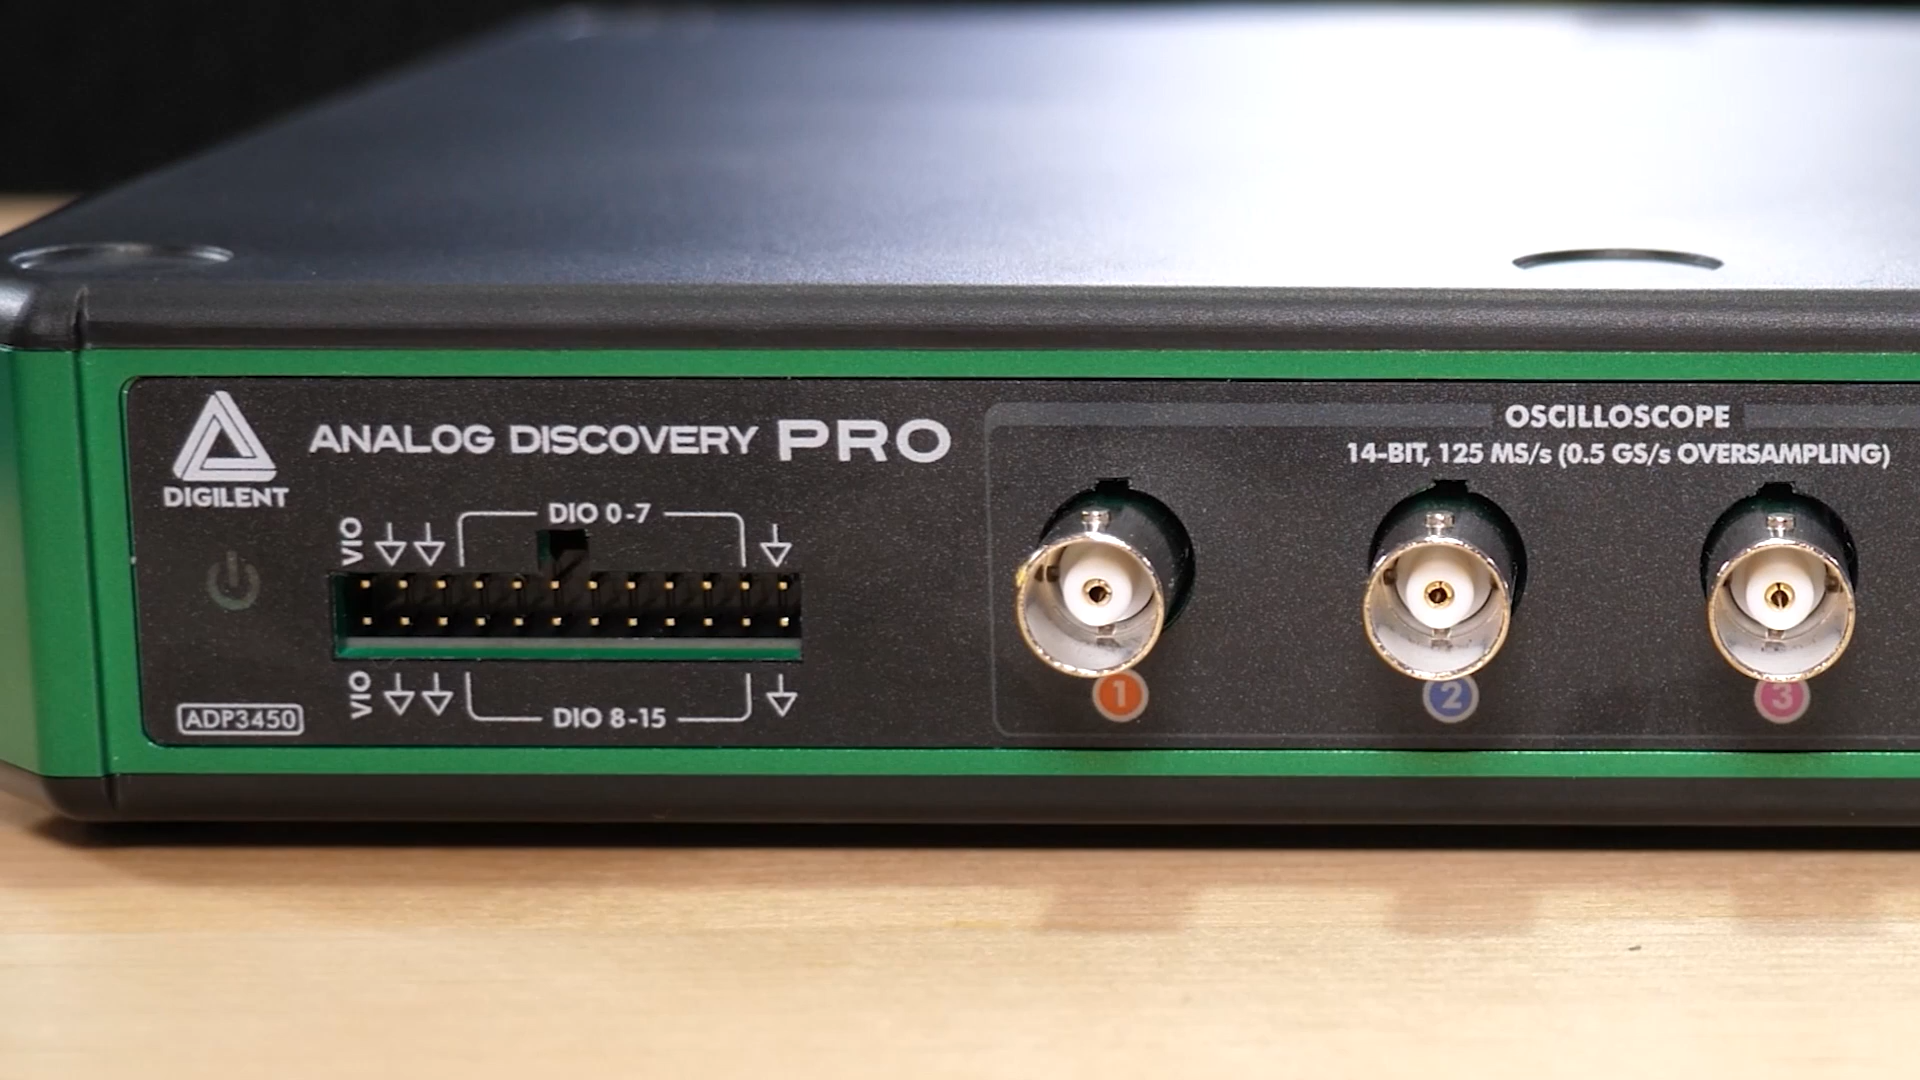 DIGILENT
ANALOG DISCOVERY PRO
VIO
DIO 0-7
VIO
DIO 8-15
ADP3450
OSCILLOSCOPE
14-BIT, 125 MS/s (0.5 GS/s OVERSAMPLING)
1
2
3